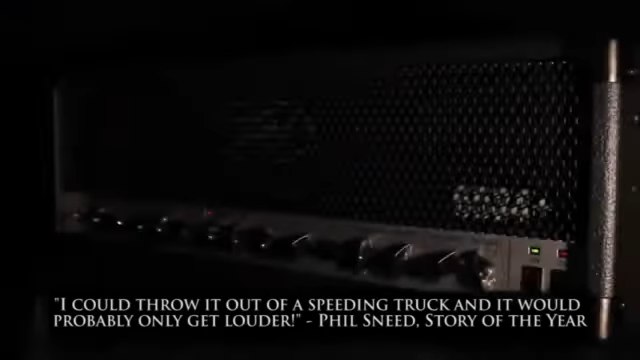 "I COULD THROW IT OUT OF A SPEEDING TRUCK AND IT WOULD
PROBABLY ONLY GET LOUDER!" - PHIL SNEED, STORY OF THE YEAR